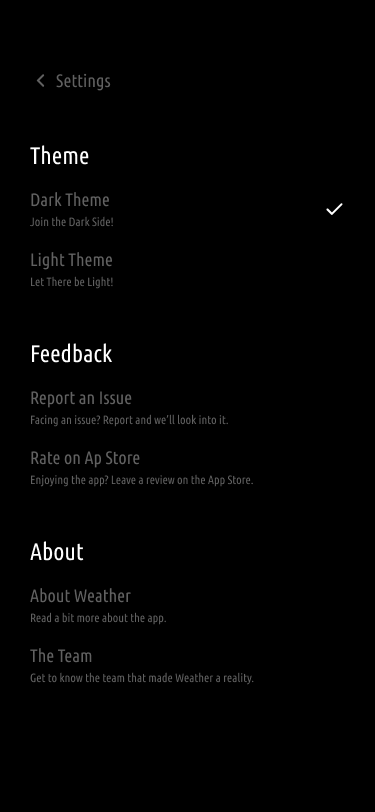 Settings
Theme
Dark Theme
Join the Dark Side!
Light Theme
Let There be Light!
Feedback
Report an Issue
Facing an issue? Report and we'll look into it.
Rate on Ap Store
Enjoying the app? Leave a review on the App Store.
About
About Weather
Read a bit more about the app.
The Team
Get to know the team that made Weather a reality.